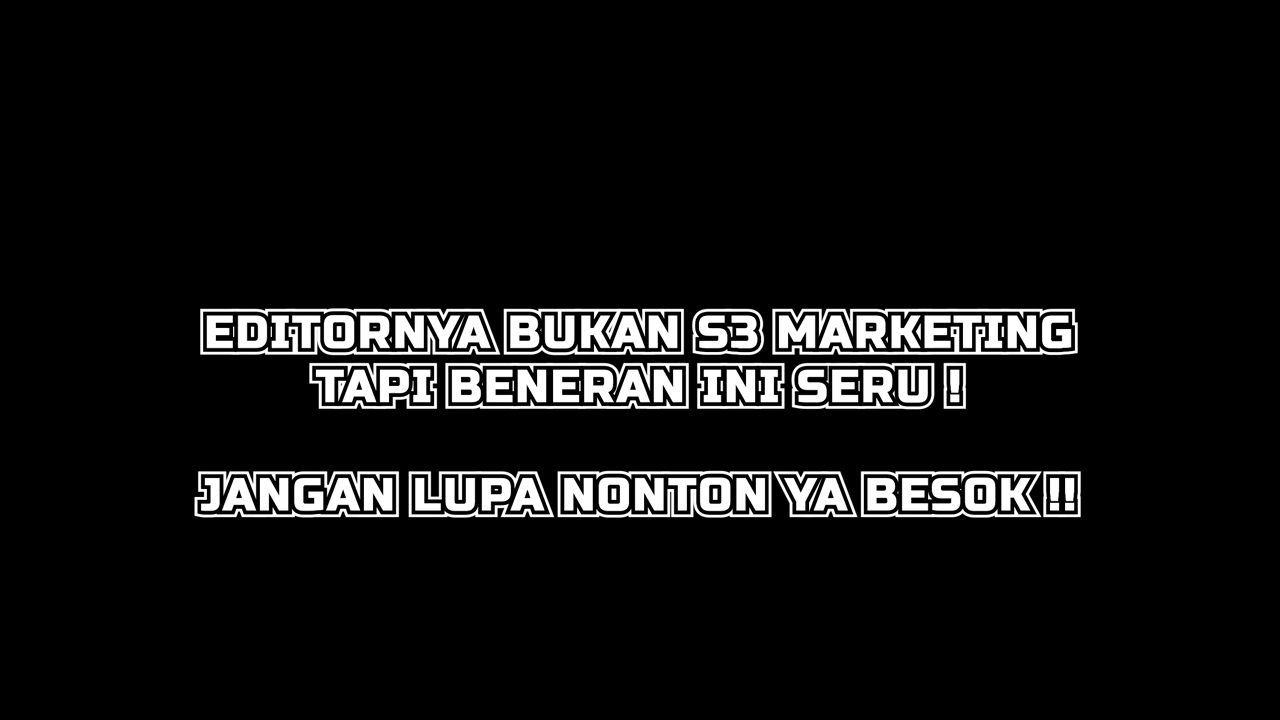 EDITORNYA BUKAN S3 MARKETING
TAPI BENERAN INI SERU !
JANGAN LUPA NONTON YA BESOK !!